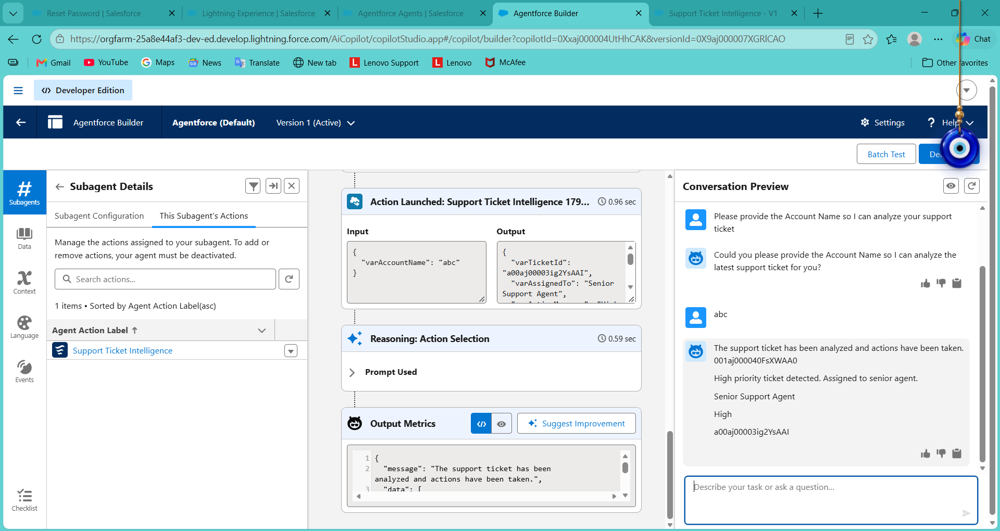 Reset Password | Salesforce
Lightning Experience | Salesforce
Agentforce Agents | Salesforce
Agentforce Builder
Support Ticket Intelligence - V1
https://orgfarm-25a8e44af3-dev-ed.develop.lightning.force.com/AiCopilot/copilotStudio.app#/copilot/builder?copilotId=0Xxaj000004UtHhCAK&versionId=0X9aj000007XGRlCAO
Chat
Gmail
YouTube
Maps
News
Translate
New tab
Lenovo Support
Lenovo
McAfee
Other favorites
Developer Edition
Agentforce Builder
Agentforce (Default)
Version 1 (Active)
Settings
Help
Batch Test
Subagents
Data
Context
Language
Events
Checklist
Subagent Details
Subagent Configuration
This Subagent's Actions
Manage the actions assigned to your subagent. To add or
remove actions, your agent must be deactivated.
Search actions...
1 items • Sorted by Agent Action Label(asc)
Agent Action Label
Support Ticket Intelligence
Action Launched: Support Ticket Intelligence 179...
0.96 sec
Input
{
"varAccountName": "abc"
}
Output
{
"varTicketId":
"a00aj00003ig2YsAAI",
"varAssignedTo": "Senior
Support Agent",
Reasoning: Action Selection
0.59 sec
Prompt Used
Output Metrics
Suggest Improvement
1 {
2 "message": "The support ticket has been
analyzed and actions have been taken.",
3 "data": [
Conversation Preview
Please provide the Account Name so I can analyze your support
ticket
Could you please provide the Account Name so I can analyze the
latest support ticket for you?
abc
The support ticket has been analyzed and actions have been taken.
001aj000040FsXWAA0
High priority ticket detected. Assigned to senior agent.
Senior Support Agent
High
a00aj00003ig2YsAAI
Describe your task or ask a question...